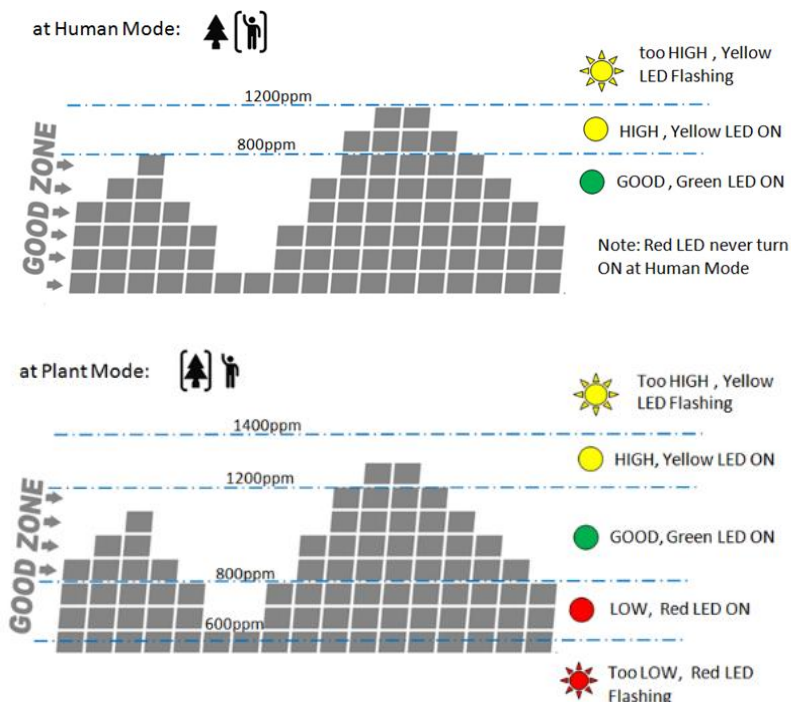 at Human Mode:
too HIGH , Yellow
LED Flashing
1200ppm
HIGH , Yellow LED ON
800ppm
GOOD ZONE
GOOD , Green LED ON
Note: Red LED never turn
ON at Human Mode
at Plant Mode:
Too HIGH , Yellow
LED Flashing
1400ppm
HIGH, Yellow LED ON
1200ppm
GOOD ZONE
GOOD, Green LED ON
800ppm
LOW, Red LED ON
600ppm
Too LOW, Red LED
Flashing